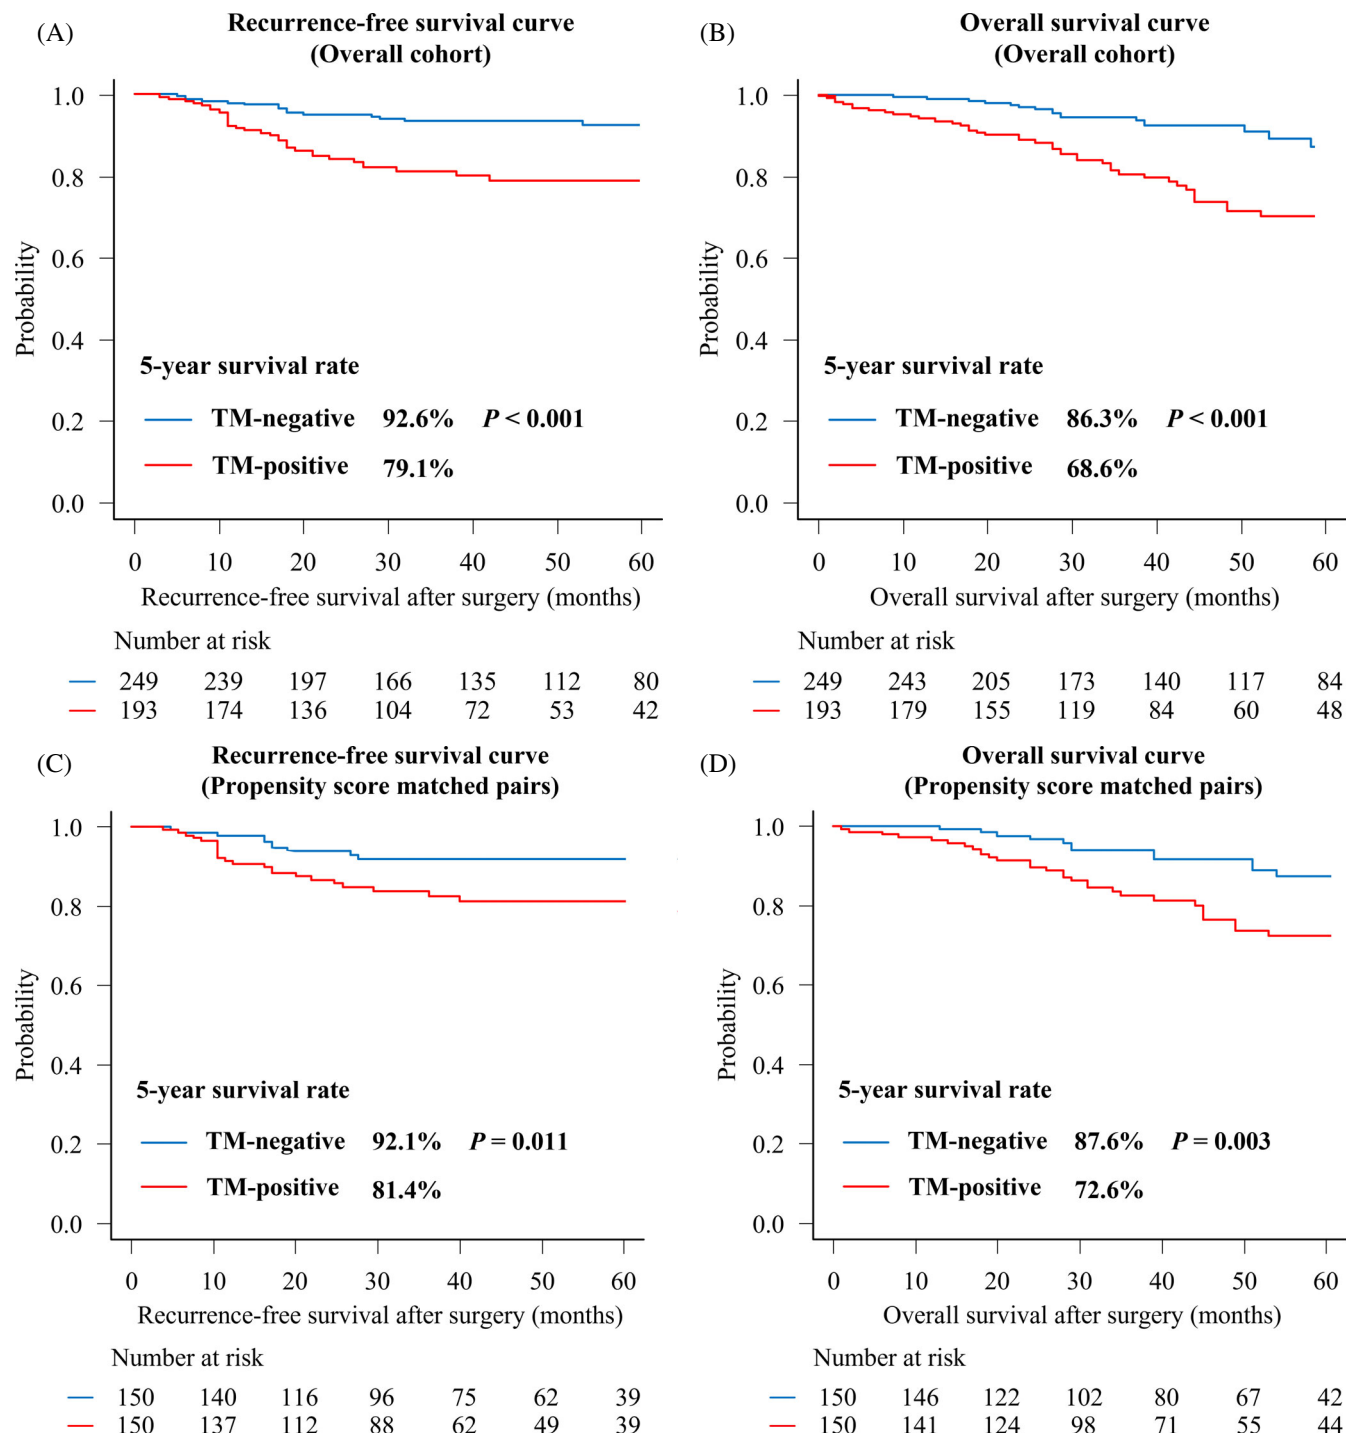 (A)
Recurrence-free survival curve
(Overall cohort)
Probability
1.0
0.8
0.6
0.4
0.2
0.0
5-year survival rate
TM-negative 92.6% P < 0.001
TM-positive 79.1%
0 10 20 30 40 50 60
Recurrence-free survival after surgery (months)
Number at risk
249 239 197 166 135 112 80
193 174 136 104 72 53 42
(B)
Overall survival curve
(Overall cohort)
Probability
1.0
0.8
0.6
0.4
0.2
0.0
5-year survival rate
TM-negative 86.3% P < 0.001
TM-positive 68.6%
0 10 20 30 40 50 60
Overall survival after surgery (months)
Number at risk
249 243 205 173 140 117 84
193 179 155 119 84 60 48
(C)
Recurrence-free survival curve
(Propensity score matched pairs)
Probability
1.0
0.8
0.6
0.4
0.2
0.0
5-year survival rate
TM-negative 92.1% P = 0.011
TM-positive 81.4%
0 10 20 30 40 50 60
Recurrence-free survival after surgery (months)
Number at risk
150 140 116 96 75 62 39
150 137 112 88 62 49 39
(D)
Overall survival curve
(Propensity score matched pairs)
Probability
1.0
0.8
0.6
0.4
0.2
0.0
5-year survival rate
TM-negative 87.6% P = 0.003
TM-positive 72.6%
0 10 20 30 40 50 60
Overall survival after surgery (months)
Number at risk
150 146 122 102 80 67 42
150 141 124 98 71 55 44